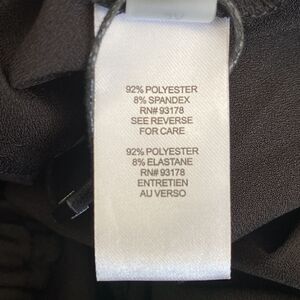 92% POLYESTER
8% SPANDEX
RN# 93178
SEE REVERSE
FOR CARE
92% POLYESTER
8% ELASTANE
RN# 93178
ENTRETIEN
AU VERSO